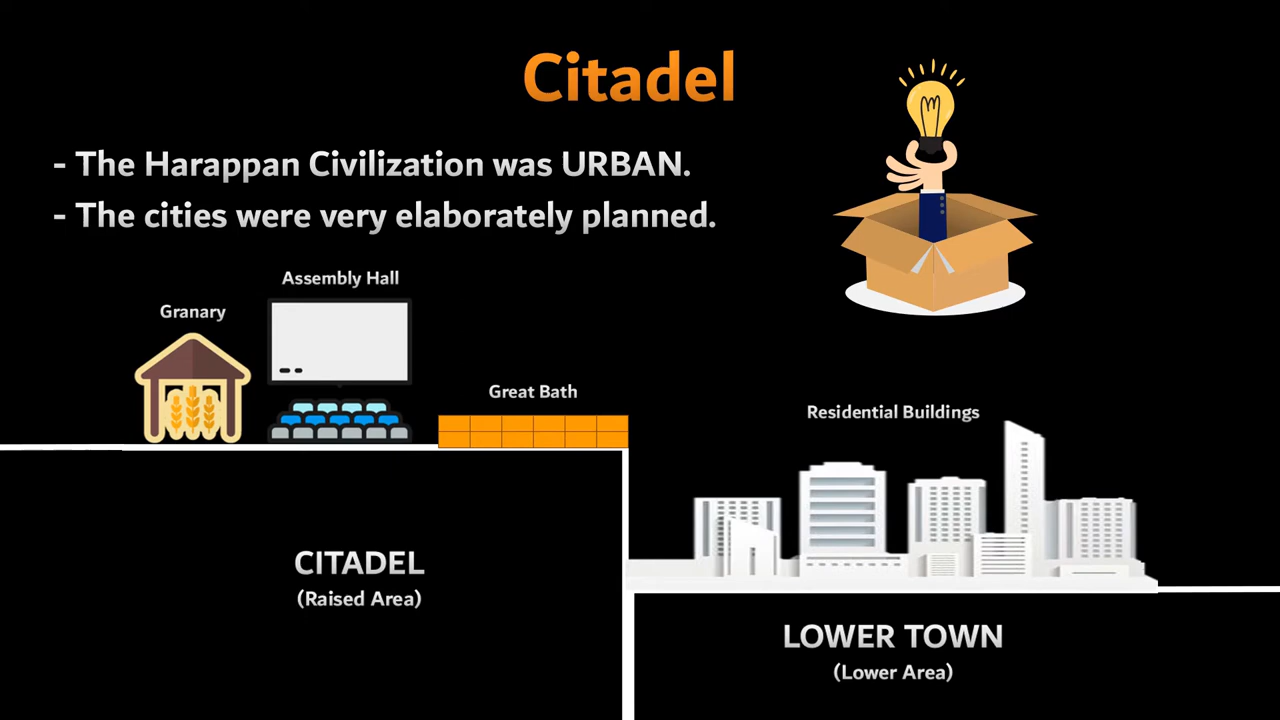 Citadel
- The Harappan Civilization was URBAN.
- The cities were very elaborately planned.
Assembly Hall
Granary
Great Bath
Residential Buildings
CITADEL
(Raised Area)
LOWER TOWN
(Lower Area)